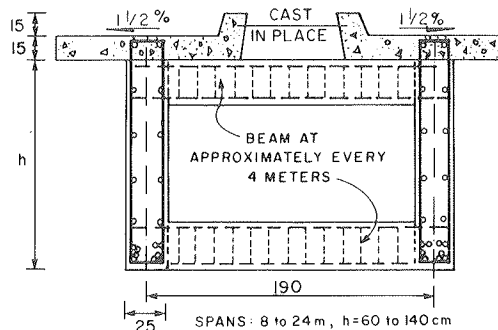 1 1/2 %
CAST
IN PLACE
1 1/2 %
15
15
h
BEAM AT
APPROXIMATELY EVERY
4 METERS
190
25
SPANS: 8 to 24 m, h=60 to 140 cm